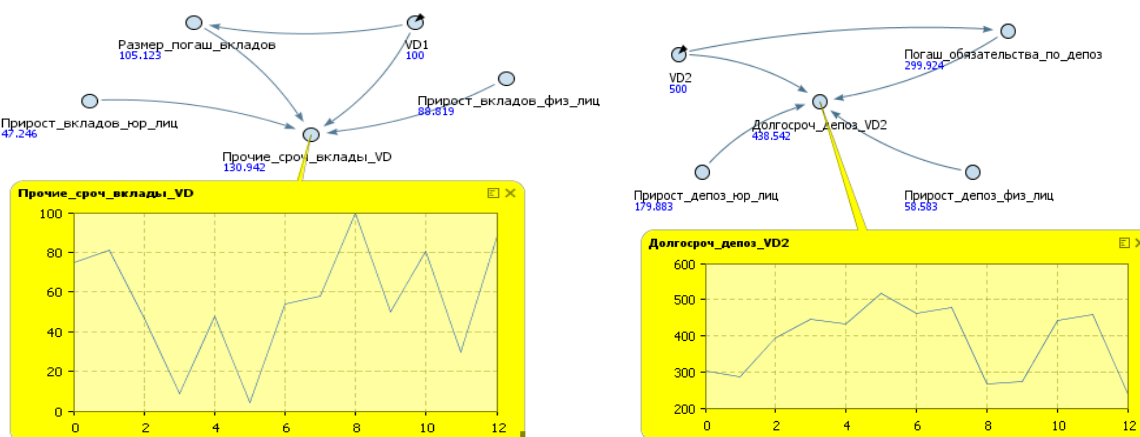 Размер_погаш_вкладов
105.123
VD1
100
Прирост_вкладов_физ_лиц
88.819
Прирост_вкладов_юр_лиц
47.246
Прочие_сроч_вклады_VD
130.942
Прочие_сроч_вклады_VD
100
80
60
40
20
0
0 2 4 6 8 10 12
Погаш_обязательства_по_депоз
299.924
VD2
500
Долгосроч_депоз_VD2
438.542
Прирост_депоз_юр_лиц
179.883
Прирост_депоз_физ_лиц
58.583
Долгосроч_депоз_VD2
600
500
400
300
200
0 2 4 6 8 10 12